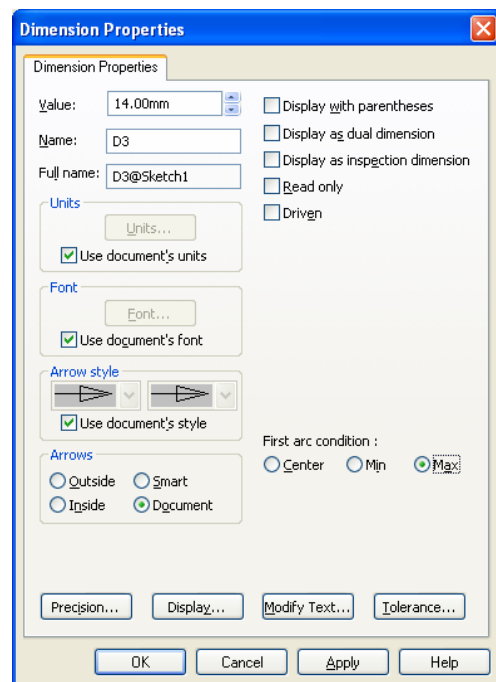 Dimension Properties
Dimension Properties
Value: 14.00mm
Name: D3
Full name: D3@Sketch1
Units
Units...
Use document's units
Font
Font...
Use document's font
Arrow style
Use document's style
Arrows
Outside Smart
Inside Document
Display with parentheses
Display as dual dimension
Display as inspection dimension
Read only
Driven
First arc condition :
Center Min Max
Precision... Display... Modify Text... Tolerance...
OK Cancel Apply Help